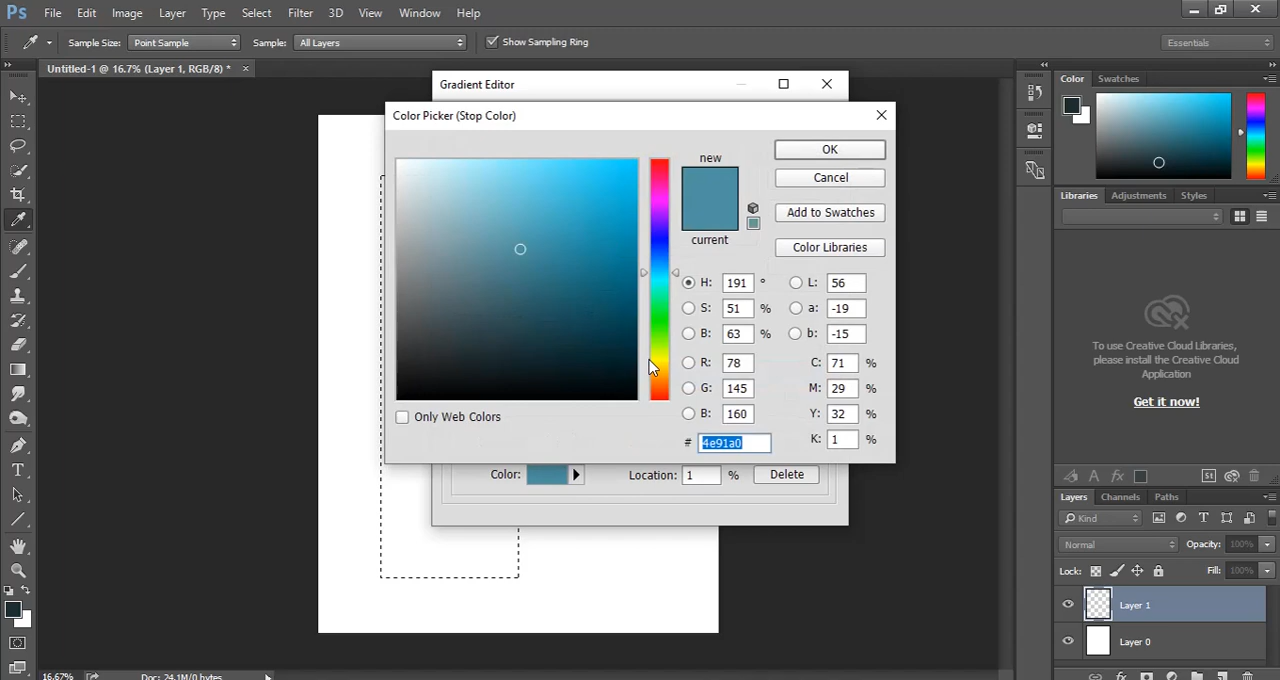 Ps File Edit Image Layer Type Select Filter 3D View Window Help
Sample Size: Point Sample Sample: All Layers Show Sampling Ring Essentials
Untitled-1 @ 16.7% (Layer 1, RGB/8) * ×
Gradient Editor
Color Picker (Stop Color)
new
current
OK
Cancel
Add to Swatches
Color Libraries
H: 191 °
S: 51 %
B: 63 %
R: 78
G: 145
B: 160
# 4e91a0
L: 56
a: -19
b: -15
C: 71 %
M: 29 %
Y: 32 %
K: 1 %
Only Web Colors
Color: Location: 1 % Delete
Color Swatches
Libraries Adjustments Styles
To use Creative Cloud Libraries,
please install the Creative Cloud
Application
Get it now!
A fx St
Layers Channels Paths
Kind T
Normal Opacity: 100%
Lock: Fill: 100%
Layer 1
Layer 0
16.67% Doc: 24.1M/0 bytes